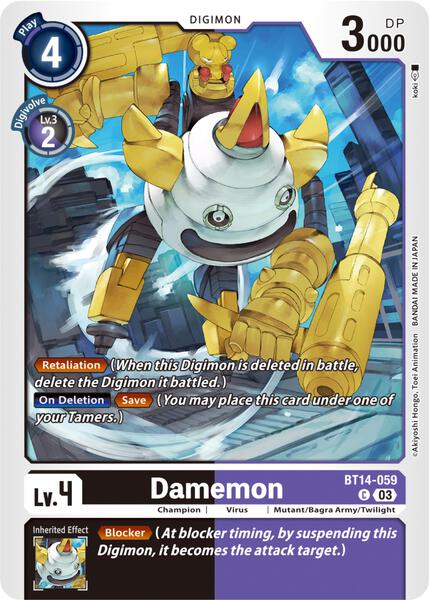 DIGIMON
Play
4
DP
3000
Digivolve
Lv.3
2
koki
©Akiyoshi Hongo, Toei Animation BANDAI MADE IN JAPAN
Retaliation (When this Digimon is deleted in battle,
delete the Digimon it battled.)
On Deletion Save (You may place this card under one of
your Tamers.)
BT14-059
Lv.4 Damemon C 03
Champion | Virus | Mutant/Bagra Army/Twilight
Inherited Effect
Blocker (At blocker timing, by suspending this
Digimon, it becomes the attack target.)